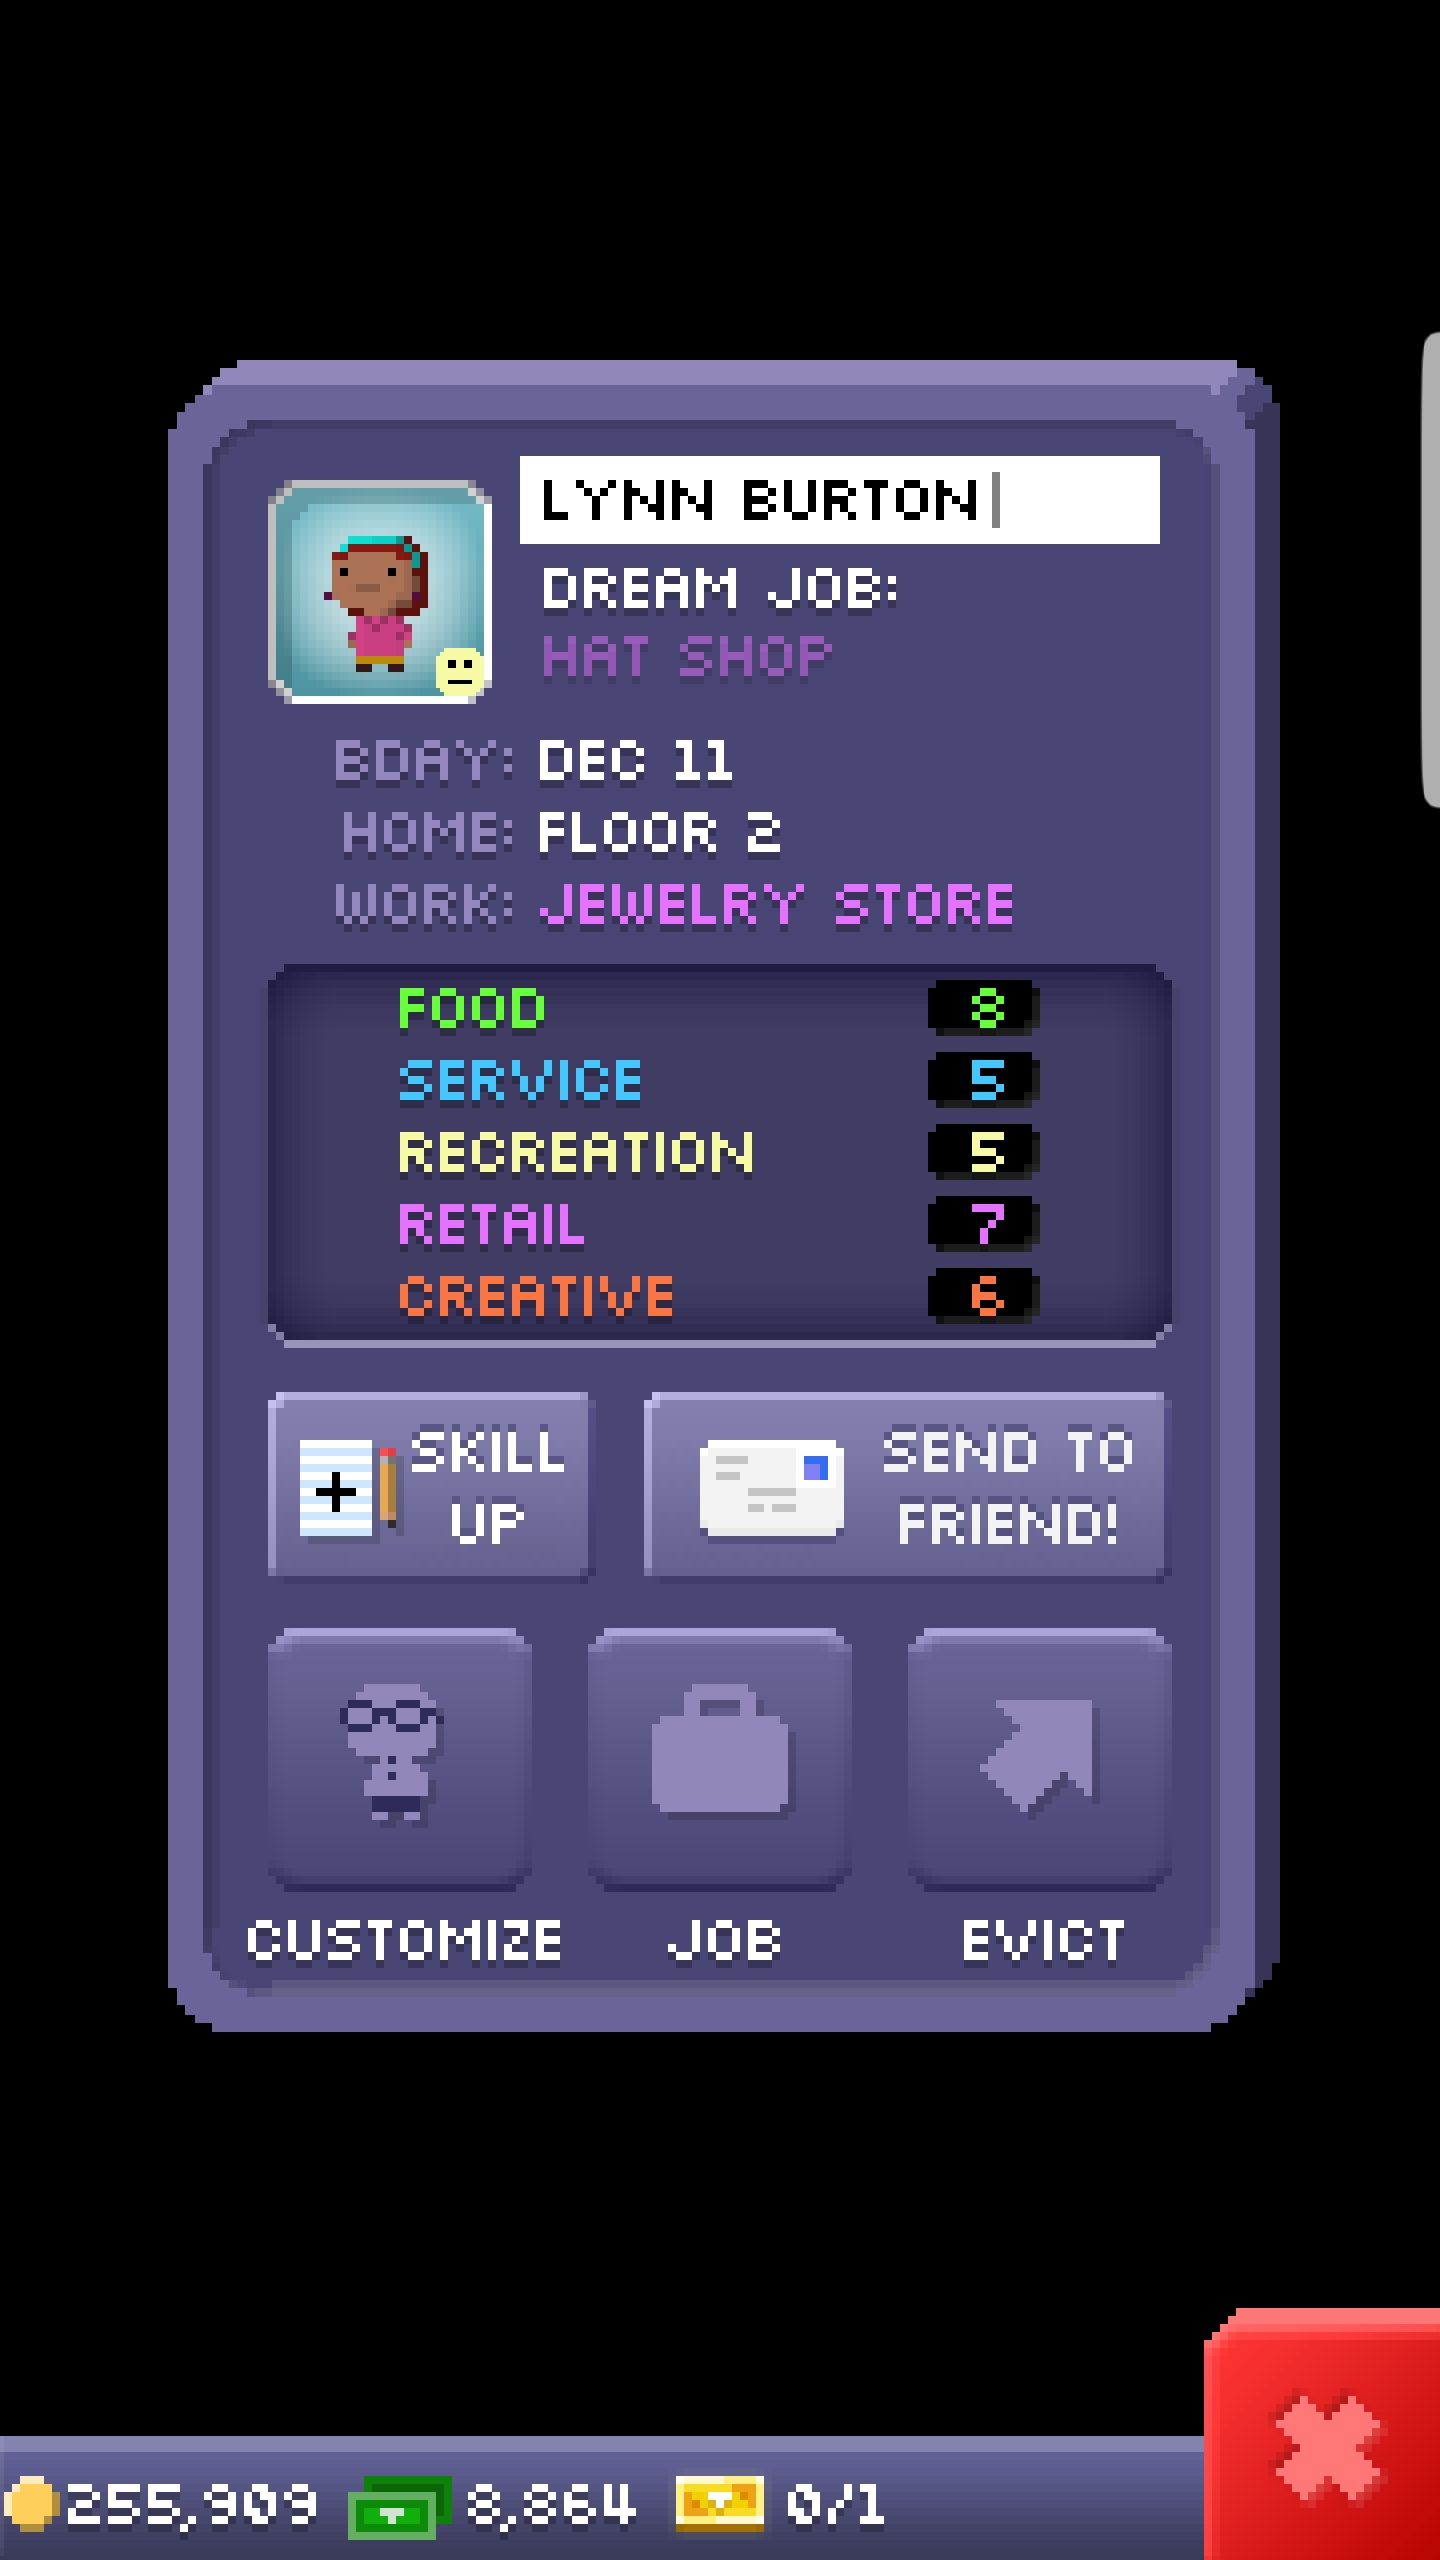 LYNN BURTON
DREAM JOB:
HAT SHOP
BDAY: DEC 11
HOME: FLOOR 2
WORK: JEWELRY STORE
FOOD 8
SERVICE 5
RECREATION 5
RETAIL 7
CREATIVE 6
SKILL UP
SEND TO FRIEND!
CUSTOMIZE JOB EVICT
255,909 8,864 0/1